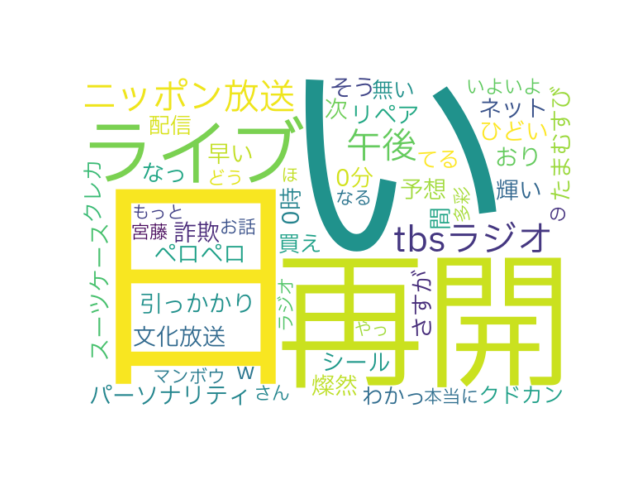 ニッポン放送
そう
無い
いよいよ
次
リペア
ネット
たまむすび
ライブ
配信
い
午後
ひどい
早い
てる
おり
クレカ
なっ
どう
ほ
0分
予想
輝い
0時
なる
間
多彩
の
日
もっと
宮藤
詐欺
お話
買え
tbsラジオ
スーツケース
ペロペロ
再開
さすが
引っかかり
ラジオ
文化放送
やっ
マンボウ
w
シール
パーソナリティ
さん
燦然
わかっ
本当に
クドカン